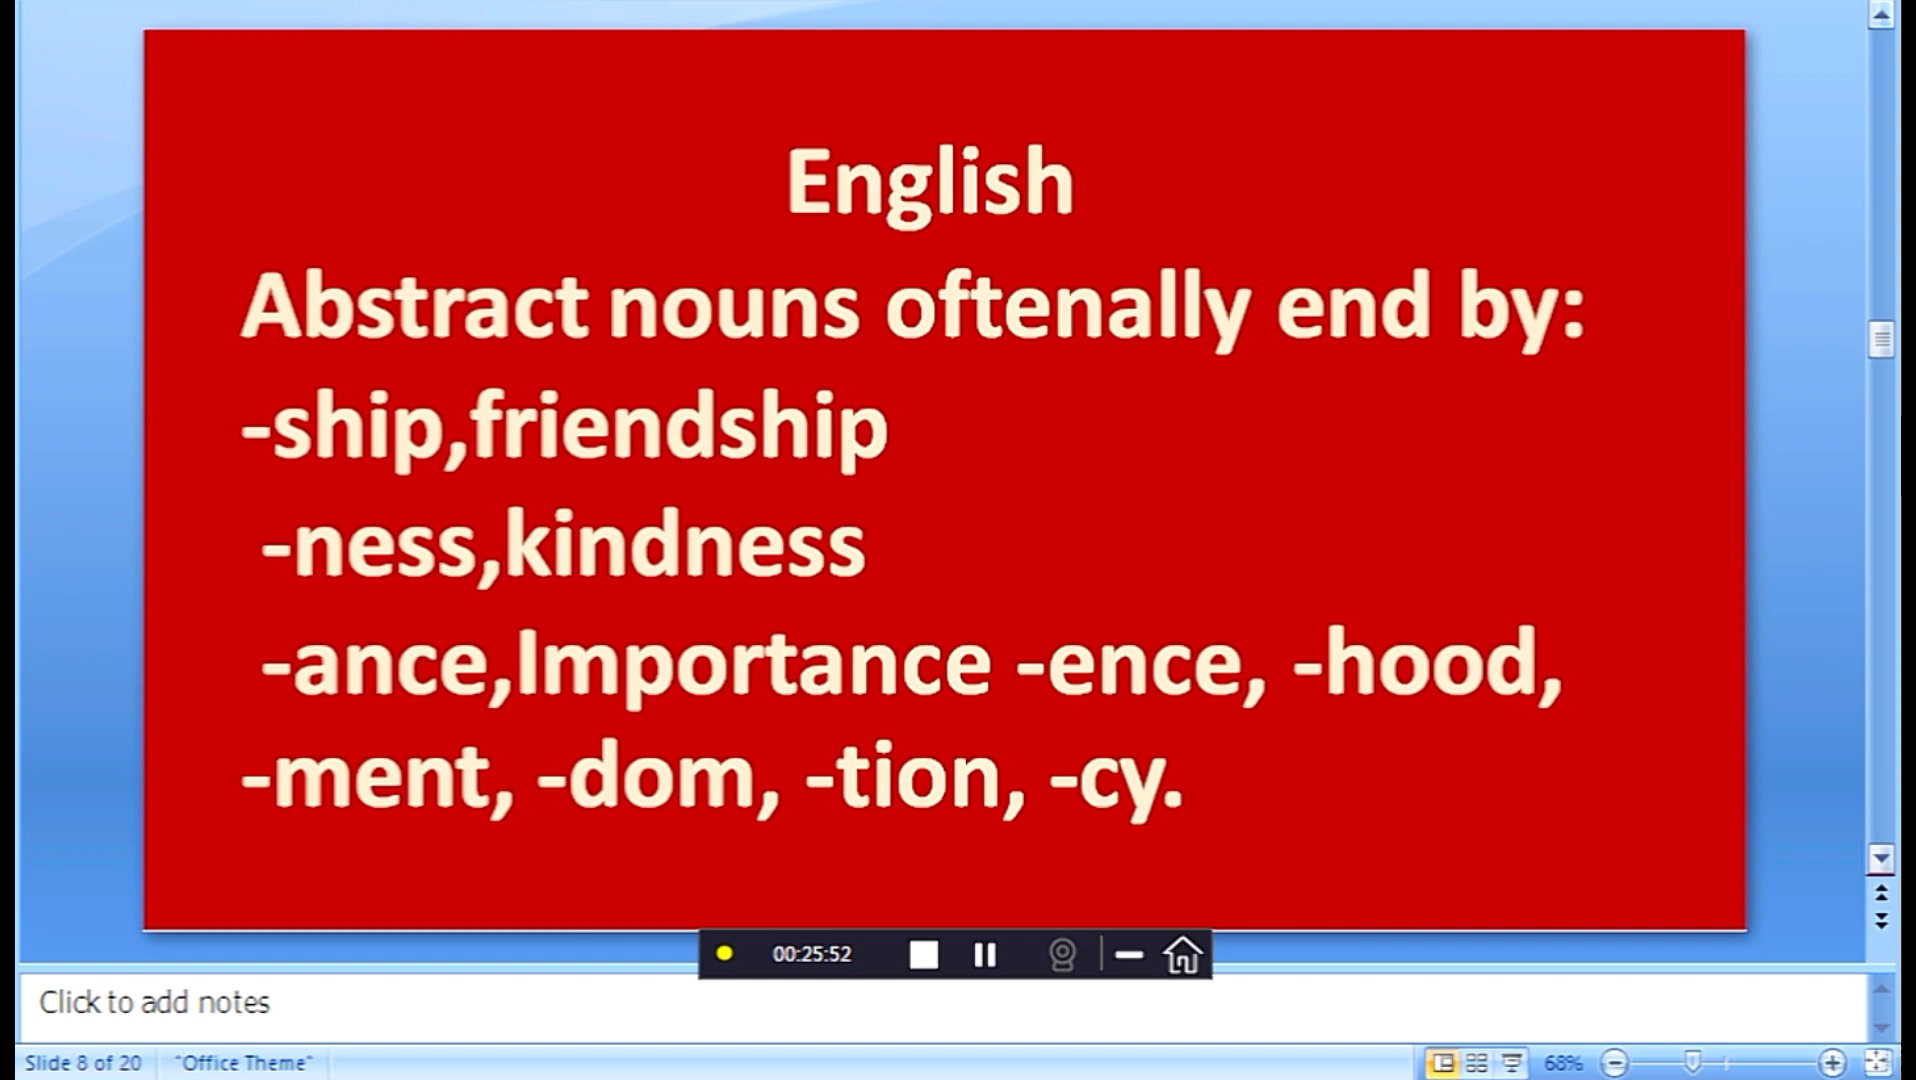 English
Abstract nouns oftenally end by:
-ship,friendship
-ness,kindness
-ance,Importance -ence, -hood,
-ment, -dom, -tion, -cy.
00:25:52
Click to add notes
Slide 8 of 20 "Office Theme" 68%